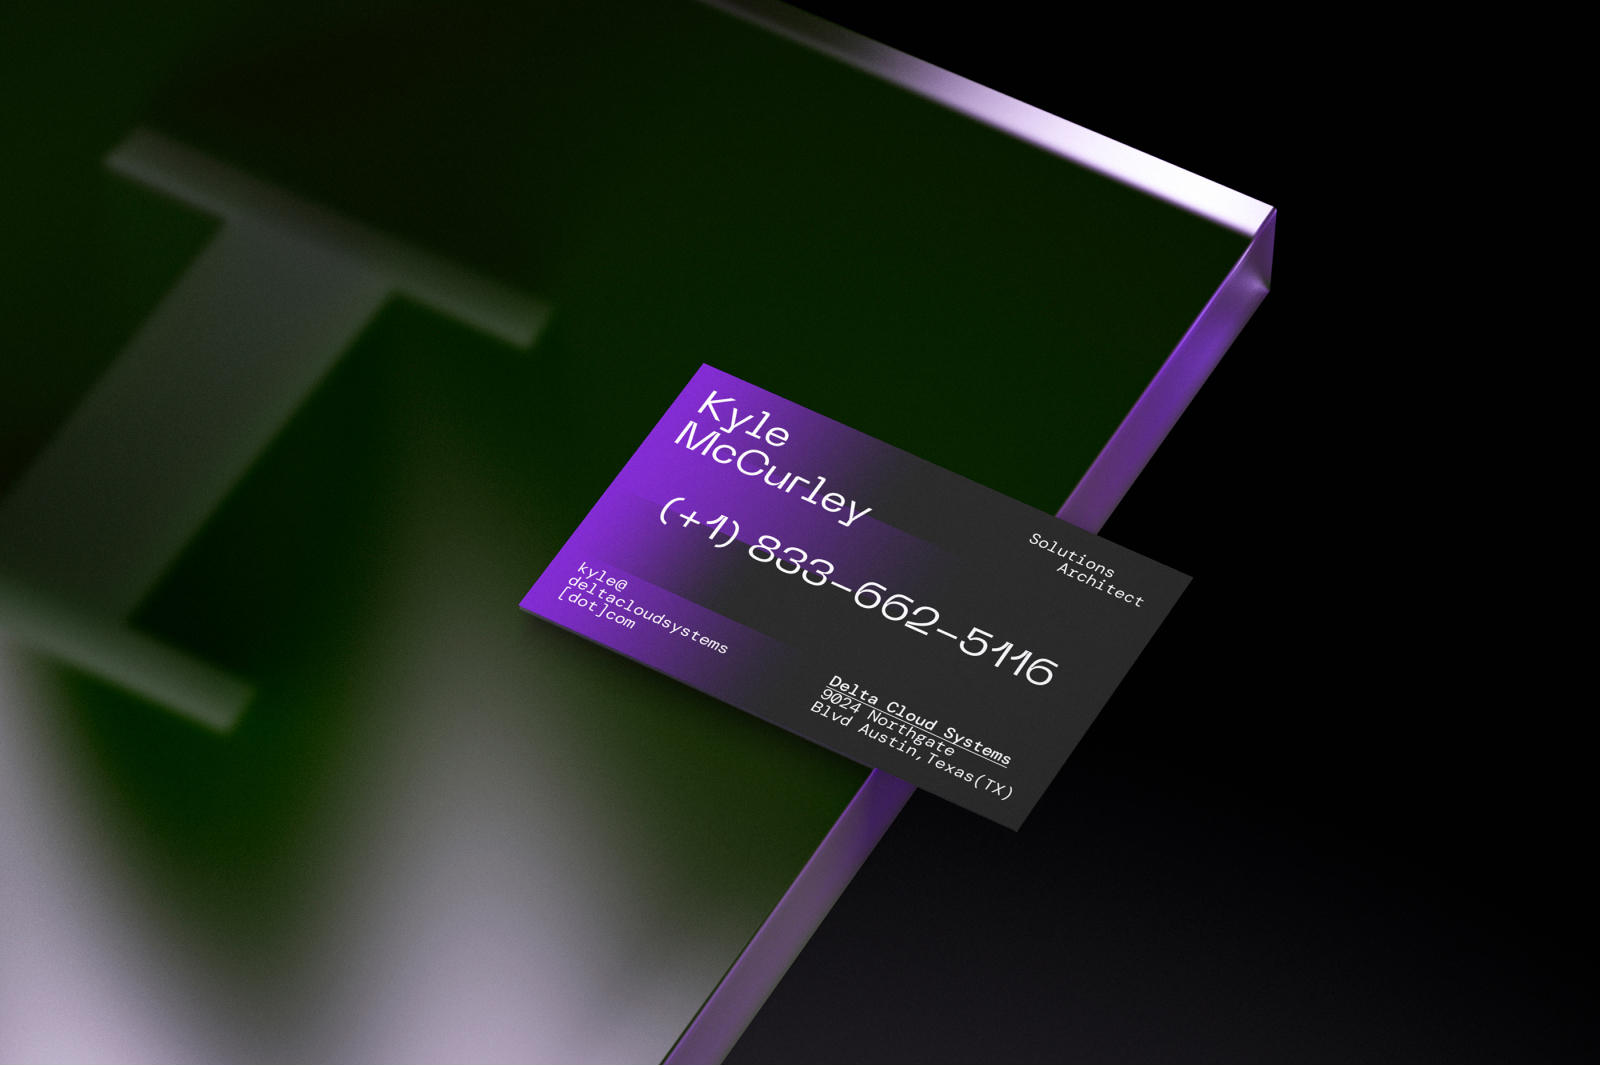 Kyle
McCurley
(+1) 833-662-5116
Solutions
Architect
kyle@
deltacloudsystems
[dot]com
Delta Cloud Systems
9024 Northgate
Blvd Austin,Texas(TX)